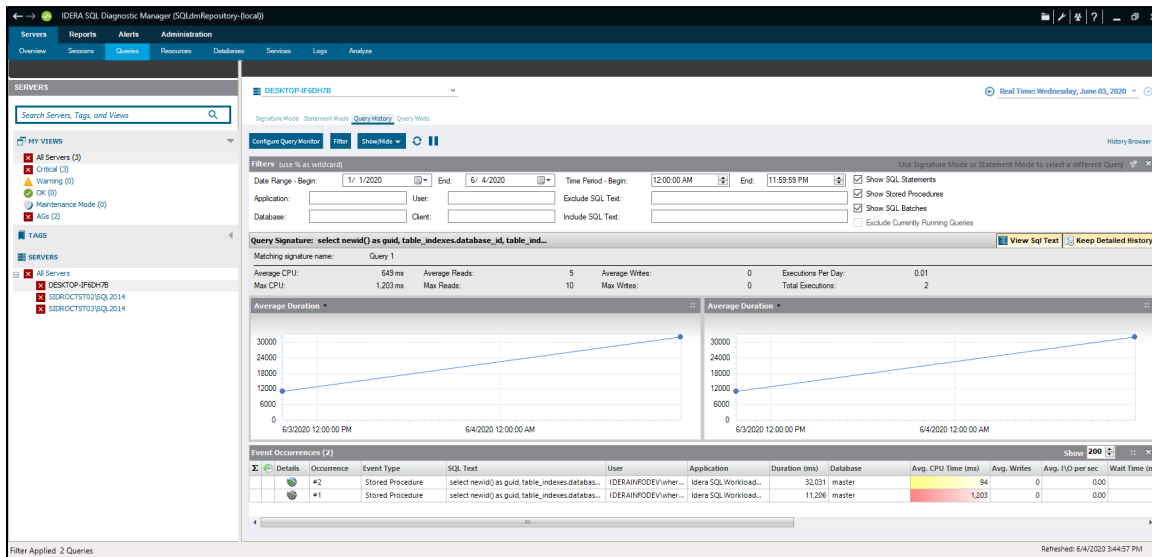 IDERA SQL Diagnostic Manager (SQLdmRepository-(local))
Servers Reports Alerts Administration
Overview Sessions Queries Resources Databases Services Logs Analyze
SERVERS
Search Servers, Tags, and Views
MY VIEWS
All Servers (3)
Critical (3)
Warning (0)
OK (0)
Maintenance Mode (0)
AGs (2)
TAGS
SERVERS
All Servers
DESKTOP-IF6DH7B
SIDROCTST02\SQL2014
SIDROCTST03\SQL2014
DESKTOP-IF6DH7B
Real Time: Wednesday, June 03, 2020
Signature Mode Statement Mode Query History Query Waits
Configure Query Monitor Filter Show/Hide
History Browser
Filters (use % as wildcard) Use Signature Mode or Statement Mode to select a different Query
Date Range - Begin: 1/ 1/2020 End: 6/ 4/2020 Time Period - Begin: 12:00:00 AM End: 11:59:59 PM Show SQL Statements
Show Stored Procedures
Application: User: Exclude SQL Text:
Show SQL Batches
Database: Client: Include SQL Text:
Exclude Currently Running Queries
Query Signature: select newid() as guid, table_indexes.database_id, table_ind... View Sql Text Keep Detailed History
Matching signature name: Query 1
Average CPU: 649 ms Average Reads: 5 Average Writes: 0 Executions Per Day: 0.01
Max CPU: 1,203 ms Max Reads: 10 Max Writes: 0 Total Executions: 2
Average Duration
30000
24000
18000
12000
6000
0
6/3/2020 12:00:00 PM 6/4/2020 12:00:00 AM
Average Duration
30000
24000
18000
12000
6000
0
6/3/2020 12:00:00 PM 6/4/2020 12:00:00 AM
Event Occurrences (2) Show 200
Σ Details Occurrence Event Type SQL Text User Application Duration (ms) Database Avg. CPU Time (ms) Avg. Writes Avg. I\O per sec Wait Time (m
#2 Stored Procedure select newid() as guid, table_indexes.databas... IDERAINFODEV\wher... Idera SQL Workload... 32,031 master 94 0 0.00
#1 Stored Procedure select newid() as guid, table_indexes.databas... IDERAINFODEV\wher... Idera SQL Workload... 11,206 master 1,203 0 0.00
Filter Applied 2 Queries
Refreshed: 6/4/2020 3:44:57 PM